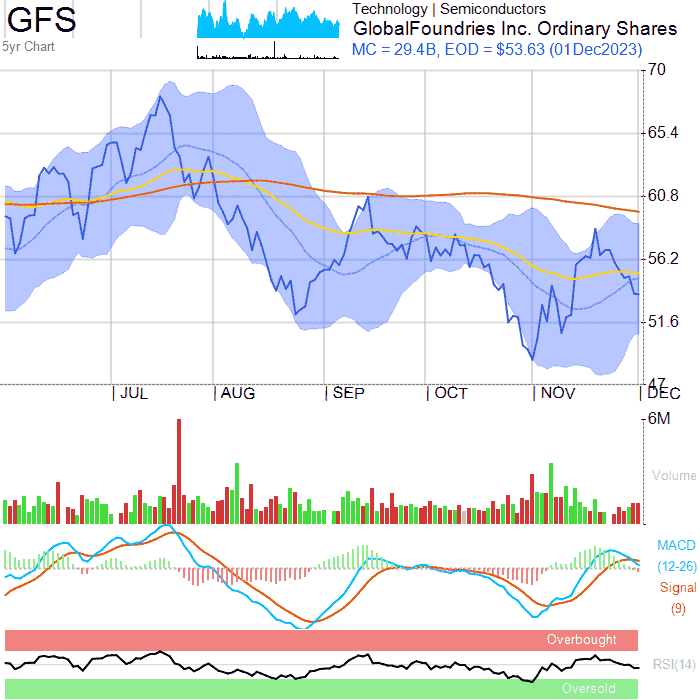 GFS
5yr Chart
Technology | Semiconductors
GlobalFoundries Inc. Ordinary Shares
MC = 29.4B, EOD = $53.63 (01Dec2023)
70
65.4
60.8
56.2
51.6
47
JUL AUG SEP OCT NOV DEC
6M
Volume
MACD
(12-26)
Signal
(9)
Overbought
RSI(14)
Oversold